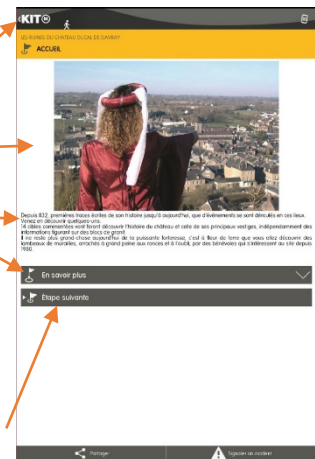 ‹KIT
LES RUINES DU CHATEAU DUCAL DE GAVRAY
ACCUEIL
Depuis 832, premières traces écrites de son histoire jusqu'à aujourd'hui, que d'événements se sont déroulés en ces lieux.
Venez en découvrir quelques-uns.
14 tables commentées vont feront découvrir l'histoire du château et celle de ses principaux vestiges, indépendamment des
informations figurant sur des blocs de granit
Il ne reste plus grand-chose aujourd'hui de la puissante forteresse, c'est à fleur de terre que vous allez découvrir des
lambeaux de murailles, arrachés à grand peine aux ronces et à l'oubli, par des bénévoles qui s'intéressent au site depuis
1980.
En savoir plus
Étape suivante
Partager
Signaler un incident